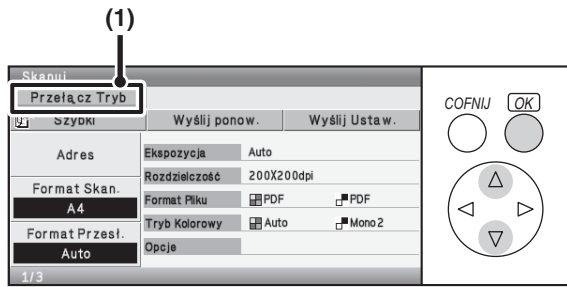 (1)
Skanuj
Przełącz Tryb
Szybki Wyślij ponow. Wyślij Ustaw.
Adres
Ekspozycja Auto
Rozdzielczość 200X200dpi
Format Skan.
A4
Format Pliku PDF PDF
Tryb Kolorowy Auto Mono2
Format Przesł.
Auto
Opcje
1/3
COFNIJ OK